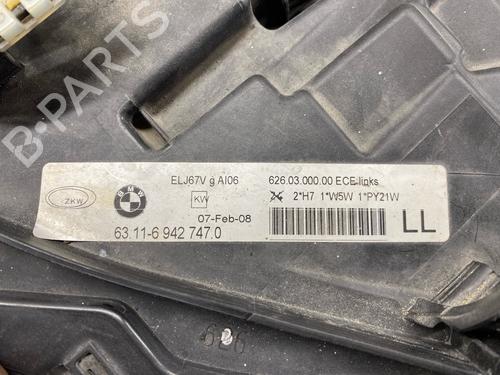 B-PARTS
ELJ67V g AI06
626.03.000.00 ECE links
ZKW
BMW
KW
2*H7 1*W5W 1*PY21W
07-Feb-08
63.11-6 942 747.0
LL
626